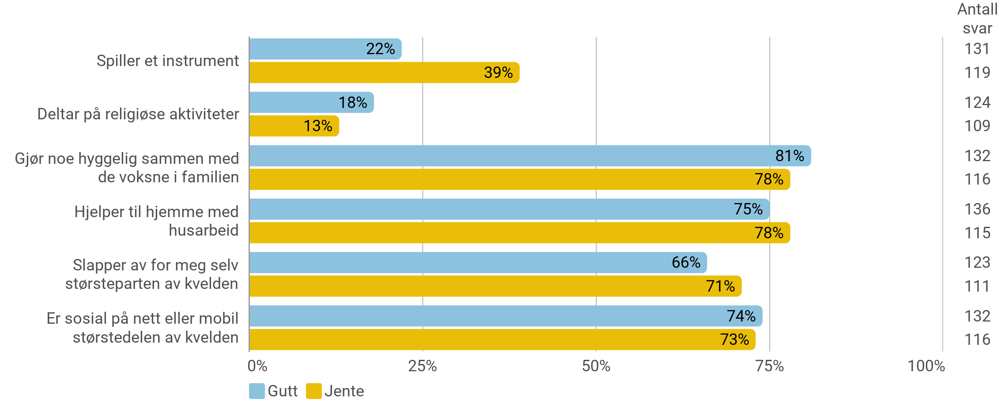 Antall
svar
Spiller et instrument
22%
131
39%
119
Deltar på religiøse aktiviteter
18%
124
13%
109
Gjør noe hyggelig sammen med
de voksne i familien
81%
132
78%
116
Hjelper til hjemme med
husarbeid
75%
136
78%
115
Slapper av for meg selv
størsteparten av kvelden
66%
123
71%
111
Er sosial på nett eller mobil
størstedelen av kvelden
74%
132
73%
116
0% 25% 50% 75% 100%
Gutt Jente